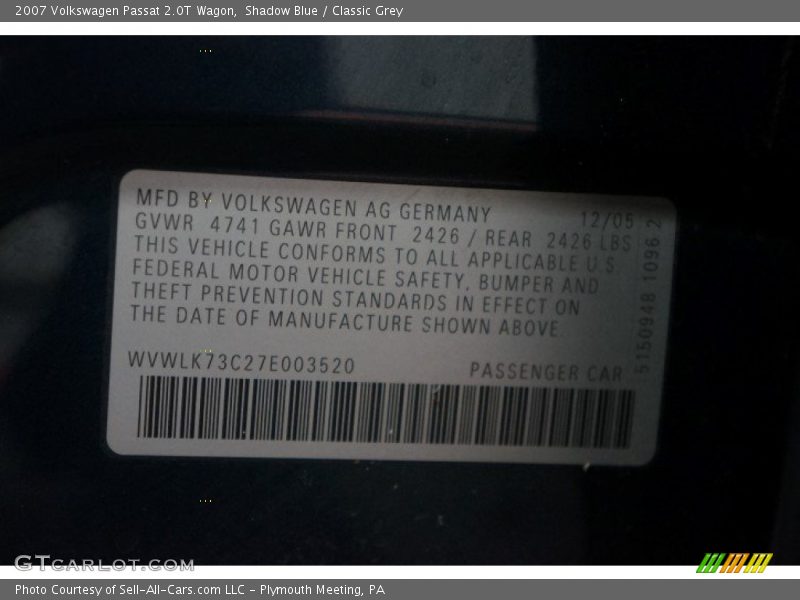 2007 Volkswagen Passat 2.0T Wagon, Shadow Blue / Classic Grey
MFD BY VOLKSWAGEN AG GERMANY 12/05
GVWR 4741 GAWR FRONT 2426 / REAR 2426 LBS
THIS VEHICLE CONFORMS TO ALL APPLICABLE U.S.
FEDERAL MOTOR VEHICLE SAFETY, BUMPER AND
THEFT PREVENTION STANDARDS IN EFFECT ON
THE DATE OF MANUFACTURE SHOWN ABOVE.
5150948 1096 2
WVWLK73C27E003520 PASSENGER CAR
GTCARLOT.COM
Photo Courtesy of Sell-All-Cars.com LLC - Plymouth Meeting, PA